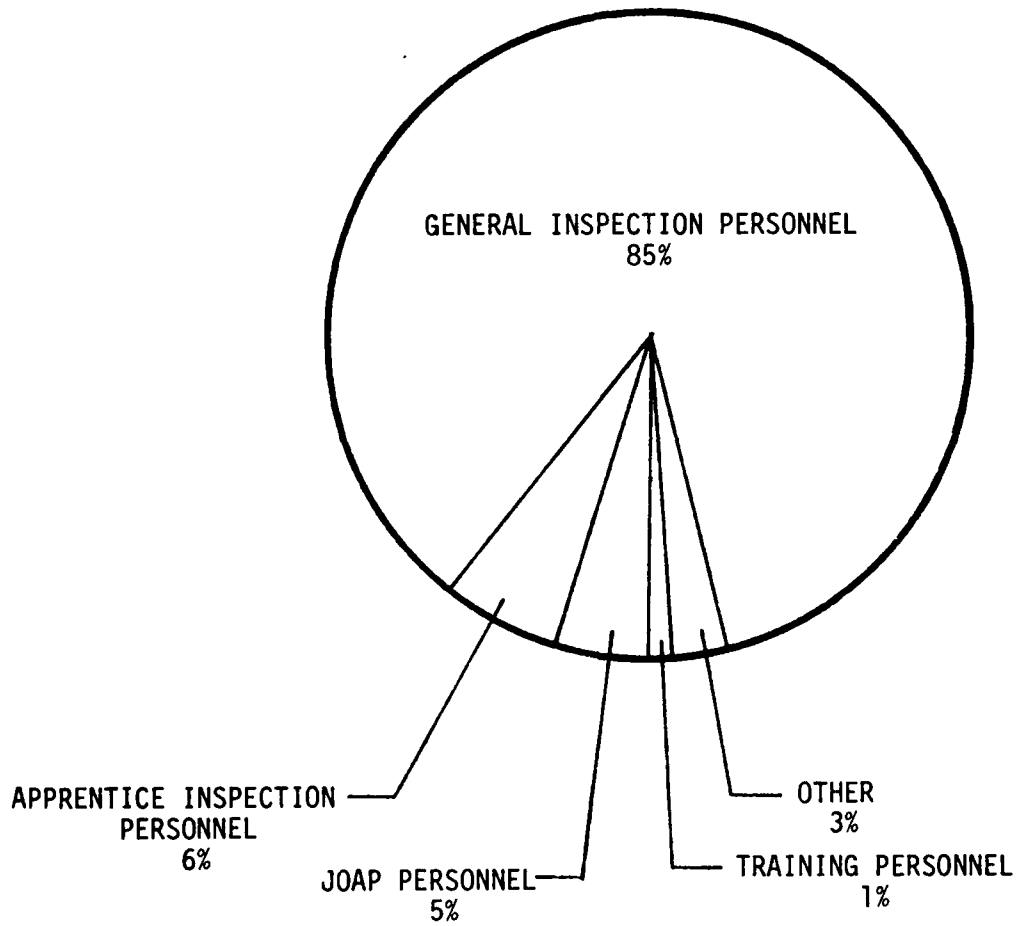 GENERAL INSPECTION PERSONNEL
85%
APPRENTICE INSPECTION
PERSONNEL
6%
JOAP PERSONNEL
5%
OTHER
3%
TRAINING PERSONNEL
1%